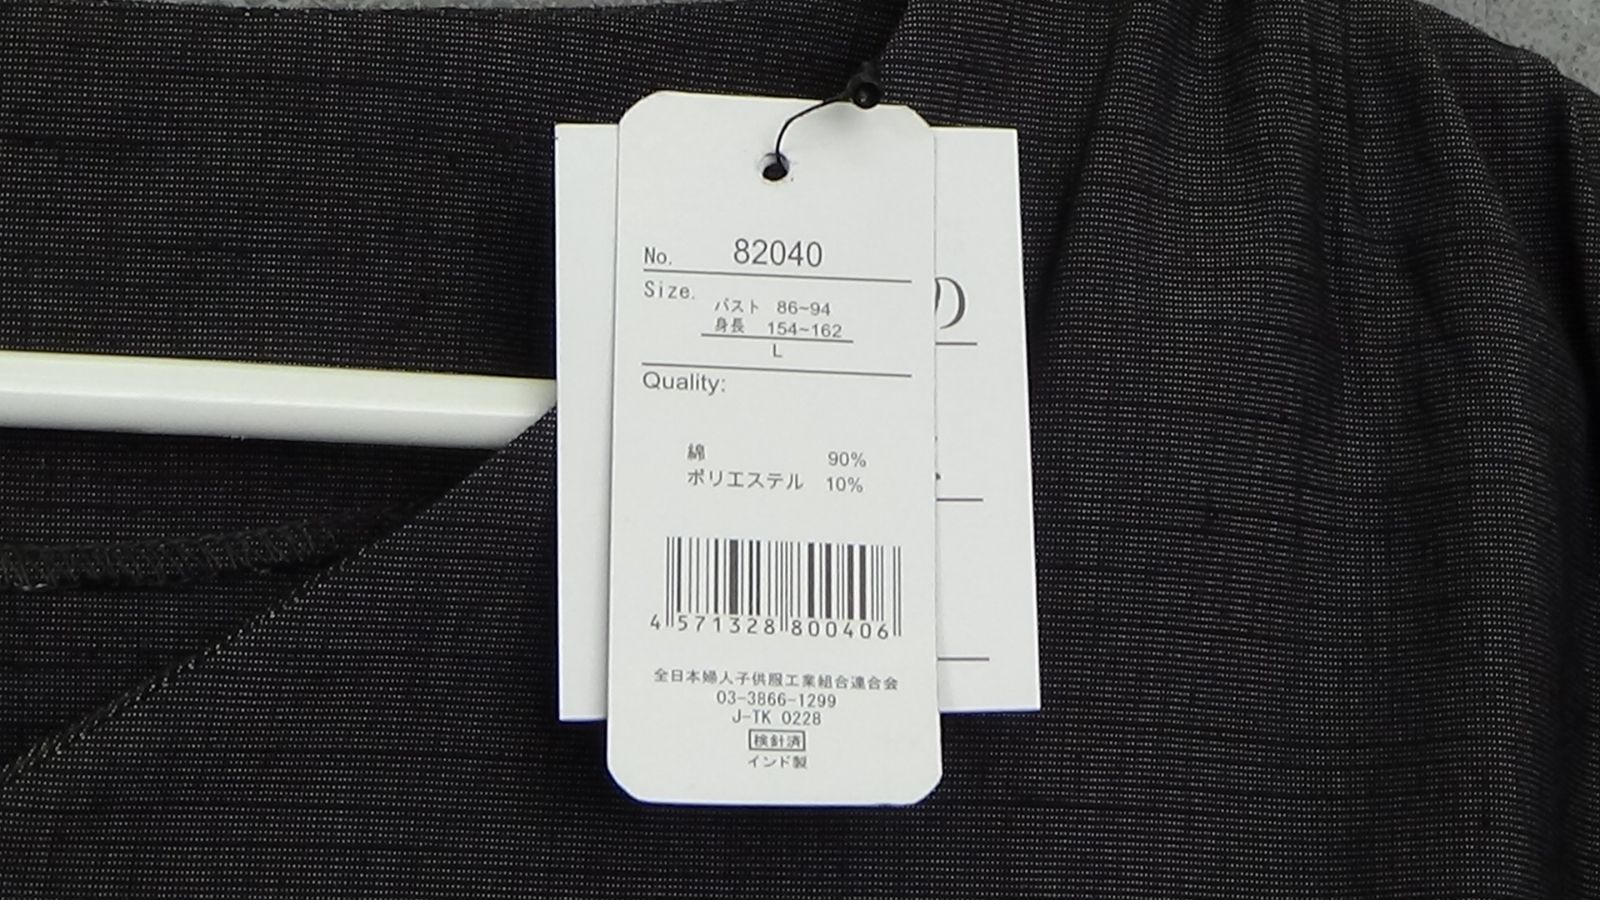 No. 82040
Size.
バスト 86~94
身長 154~162
L
Quality:
綿 90%
ポリエステル 10%
4 571328 800406
全日本婦人子供服工業組合連合会
03-3866-1299
J-TK 0228
検針済
インド製
の